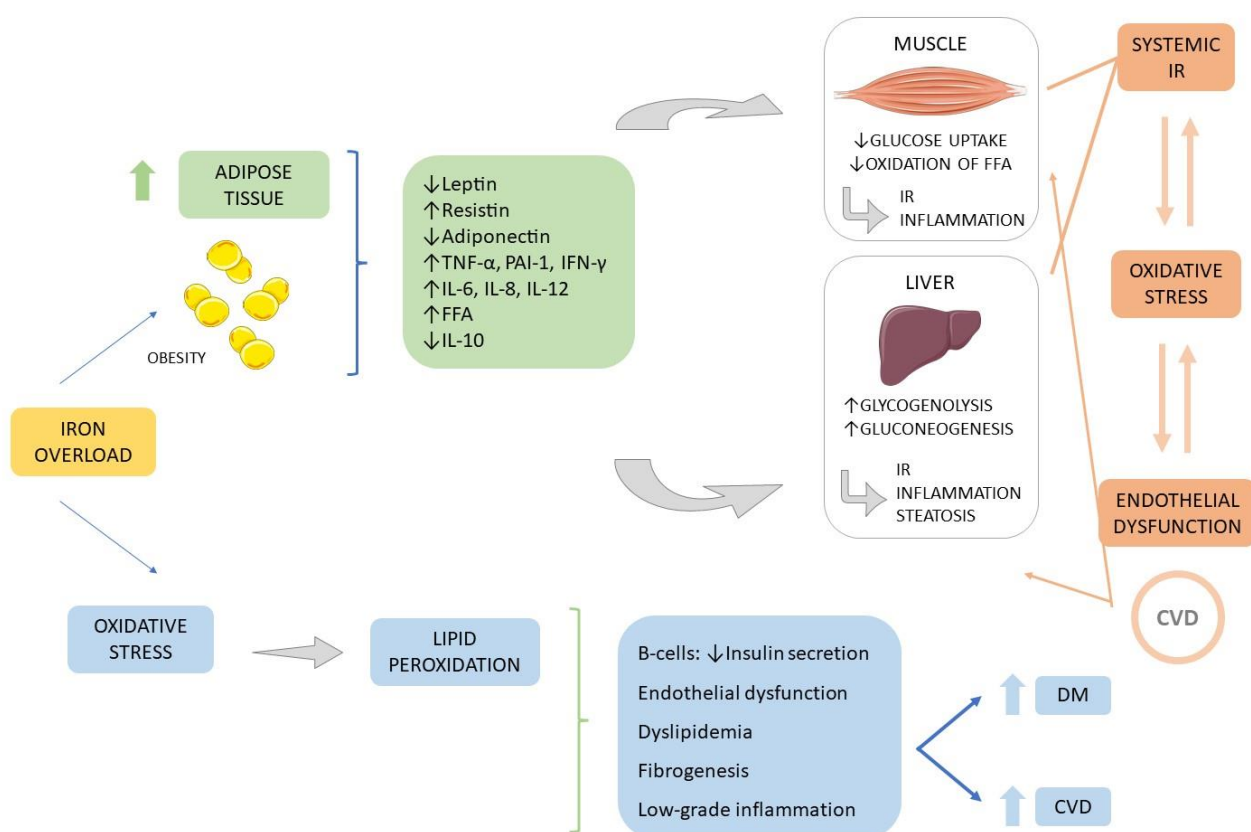 MUSCLE
↓GLUCOSE UPTAKE
↓OXIDATION OF FFA
IR
INFLAMMATION
SYSTEMIC
IR
ADIPOSE
TISSUE
OBESITY
↓Leptin
↑Resistin
↓Adiponectin
↑TNF-α, PAI-1, IFN-γ
↑IL-6, IL-8, IL-12
↑FFA
↓IL-10
LIVER
↑GLYCOGENOLYSIS
↑GLUCONEOGENESIS
IR
INFLAMMATION
STEATOSIS
OXIDATIVE
STRESS
IRON
OVERLOAD
ENDOTHELIAL
DYSFUNCTION
CVD
OXIDATIVE
STRESS
LIPID
PEROXIDATION
B-cells: ↓Insulin secretion
Endothelial dysfunction
Dyslipidemia
Fibrogenesis
Low-grade inflammation
DM
CVD